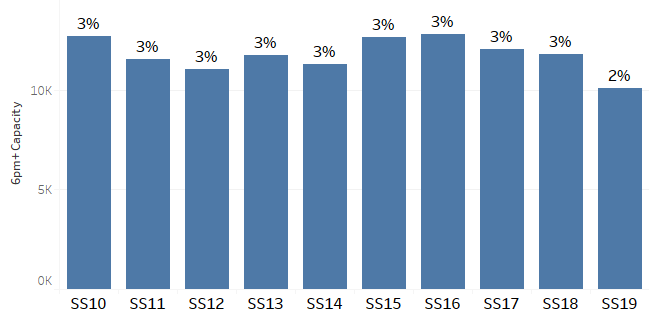 3% 3% 3% 3% 3% 3% 3% 3% 3% 2%
6pm+ Capacity
10K
5K
0K
SS10 SS11 SS12 SS13 SS14 SS15 SS16 SS17 SS18 SS19